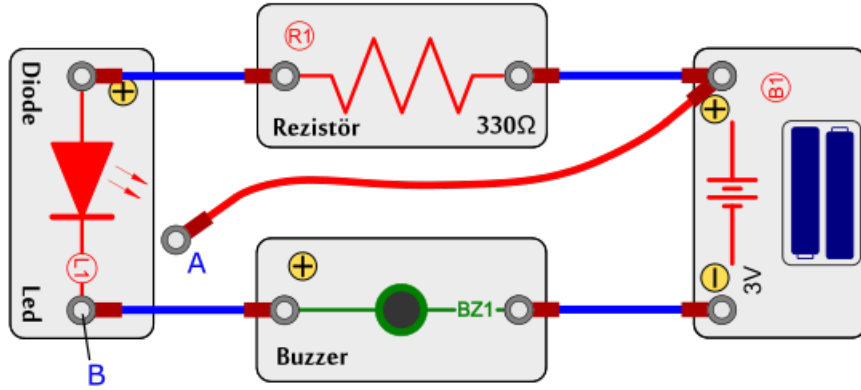 Diode
+
R1
Rezistör
330Ω
B1
+
−
3V
A
L1
Led
B
+
BZ1
Buzzer